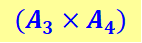 (A₃ × A₄)